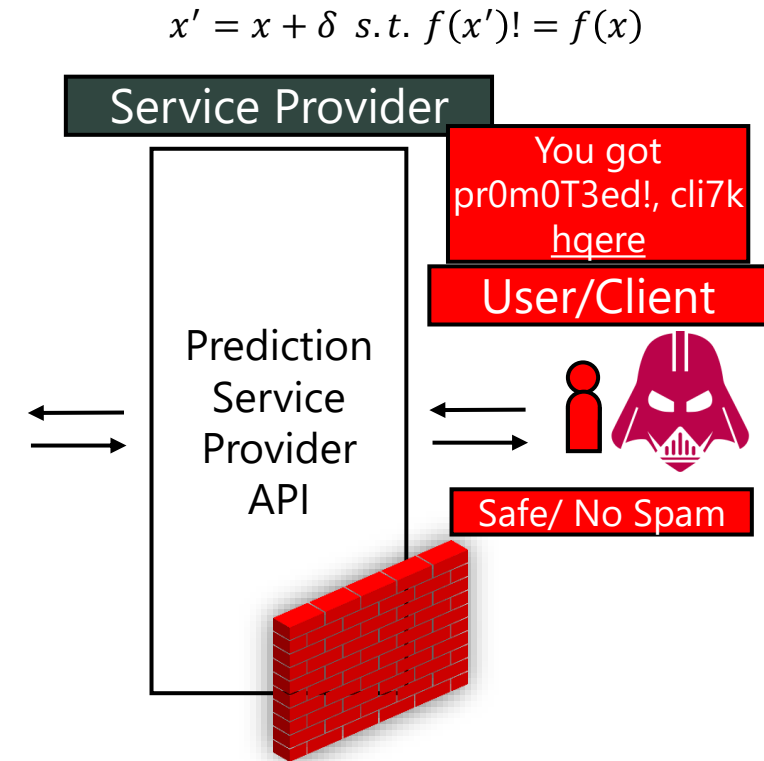 x′ = x + δ s.t. f(x′)! = f(x)
Service Provider
You got
pr0m0T3ed!, cli7k
hqere
User/Client
Prediction
Service
Provider
API
Safe/ No Spam